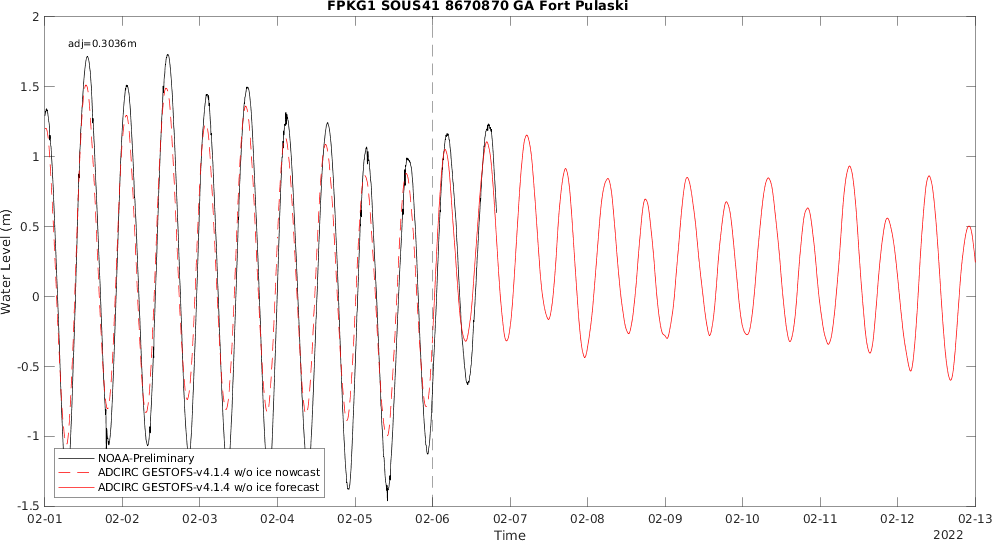 FPKG1 SOUS41 8670870 GA Fort Pulaski
adj=0.3036m
2
1.5
1
0.5
0
-0.5
-1
-1.5
Water Level (m)
NOAA-Preliminary
ADCIRC GESTOFS-v4.1.4 w/o ice nowcast
ADCIRC GESTOFS-v4.1.4 w/o ice forecast
02-01 02-02 02-03 02-04 02-05 02-06 02-07 02-08 02-09 02-10 02-11 02-12 02-13
Time
2022